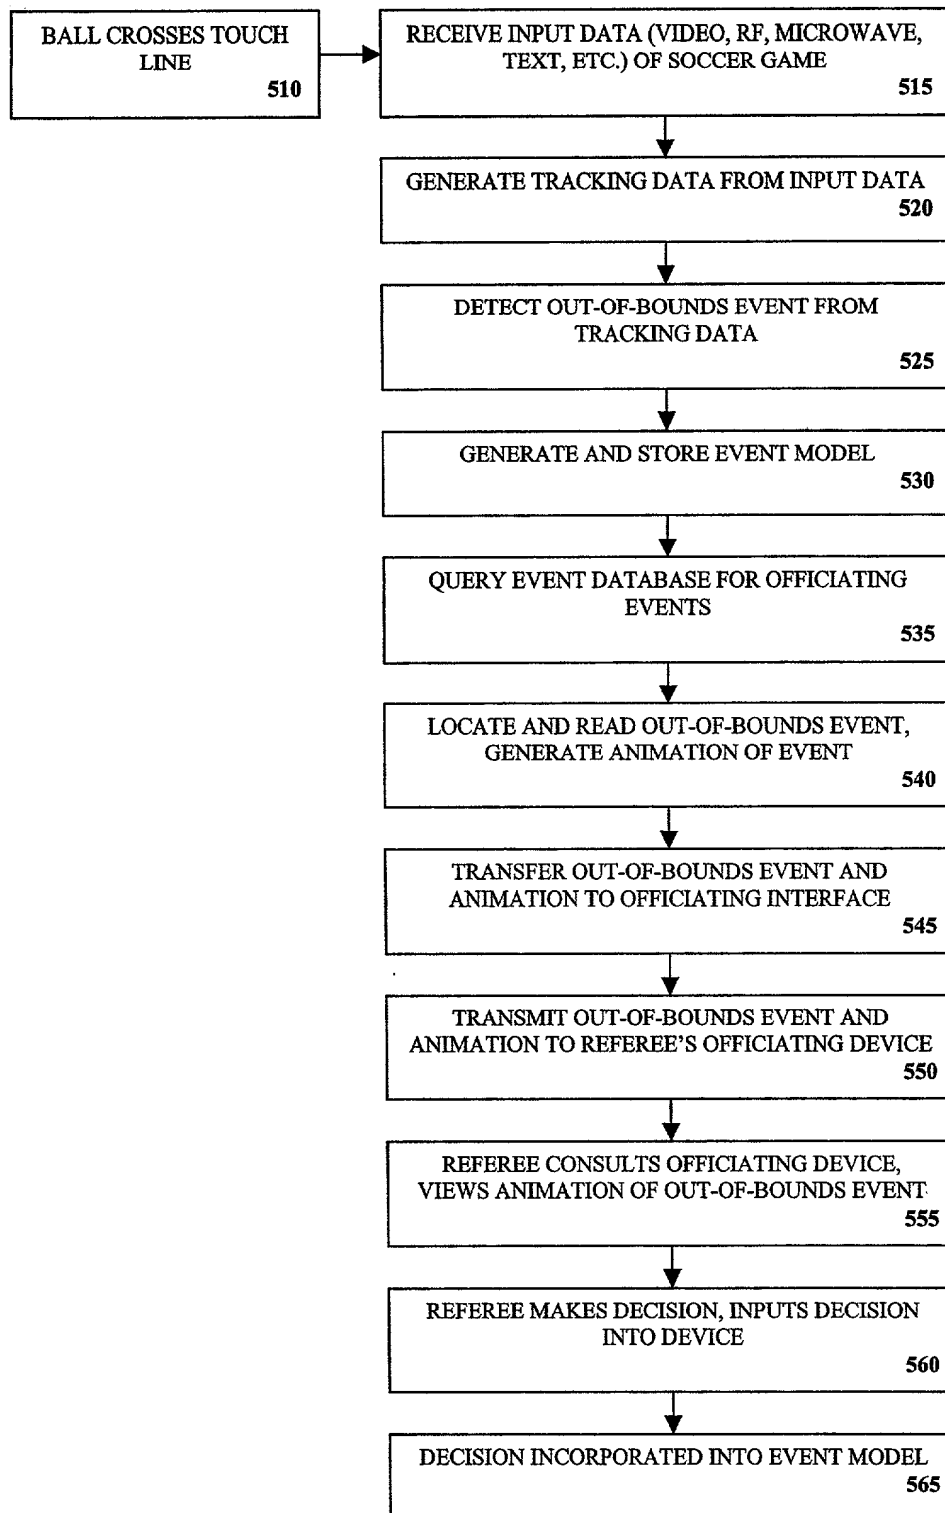 BALL CROSSES TOUCH
LINE
510
RECEIVE INPUT DATA (VIDEO, RF, MICROWAVE,
TEXT, ETC.) OF SOCCER GAME
515
GENERATE TRACKING DATA FROM INPUT DATA
520
DETECT OUT-OF-BOUNDS EVENT FROM
TRACKING DATA
525
GENERATE AND STORE EVENT MODEL
530
QUERY EVENT DATABASE FOR OFFICIATING
EVENTS
535
LOCATE AND READ OUT-OF-BOUNDS EVENT,
GENERATE ANIMATION OF EVENT
540
TRANSFER OUT-OF-BOUNDS EVENT AND
ANIMATION TO OFFICIATING INTERFACE
545
TRANSMIT OUT-OF-BOUNDS EVENT AND
ANIMATION TO REFEREE'S OFFICIATING DEVICE
550
REFEREE CONSULTS OFFICIATING DEVICE,
VIEWS ANIMATION OF OUT-OF-BOUNDS EVENT
555
REFEREE MAKES DECISION, INPUTS DECISION
INTO DEVICE
560
DECISION INCORPORATED INTO EVENT MODEL
565